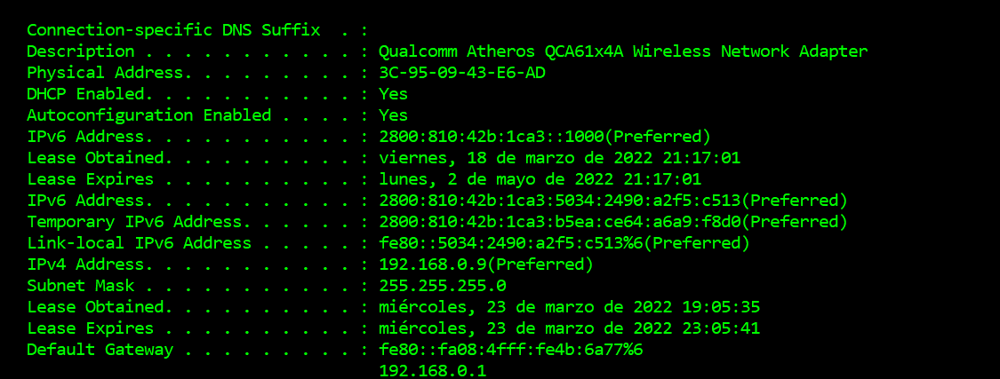 Connection-specific DNS Suffix  . :
Description . . . . . . . . . . . : Qualcomm Atheros QCA61x4A Wireless Network Adapter
Physical Address. . . . . . . . . : 3C-95-09-43-E6-AD
DHCP Enabled. . . . . . . . . . . : Yes
Autoconfiguration Enabled . . . . : Yes
IPv6 Address. . . . . . . . . . . : 2800:810:42b:1ca3::1000(Preferred)
Lease Obtained. . . . . . . . . . : viernes, 18 de marzo de 2022 21:17:01
Lease Expires . . . . . . . . . . : lunes, 2 de mayo de 2022 21:17:01
IPv6 Address. . . . . . . . . . . : 2800:810:42b:1ca3:5034:2490:a2f5:c513(Preferred)
Temporary IPv6 Address. . . . . . : 2800:810:42b:1ca3:b5ea:ce64:a6a9:f8d0(Preferred)
Link-local IPv6 Address . . . . . : fe80::5034:2490:a2f5:c513%6(Preferred)
IPv4 Address. . . . . . . . . . . : 192.168.0.9(Preferred)
Subnet Mask . . . . . . . . . . . : 255.255.255.0
Lease Obtained. . . . . . . . . . : miércoles, 23 de marzo de 2022 19:05:35
Lease Expires . . . . . . . . . . : miércoles, 23 de marzo de 2022 23:05:41
Default Gateway . . . . . . . . . : fe80::fa08:4fff:fe4b:6a77%6
192.168.0.1